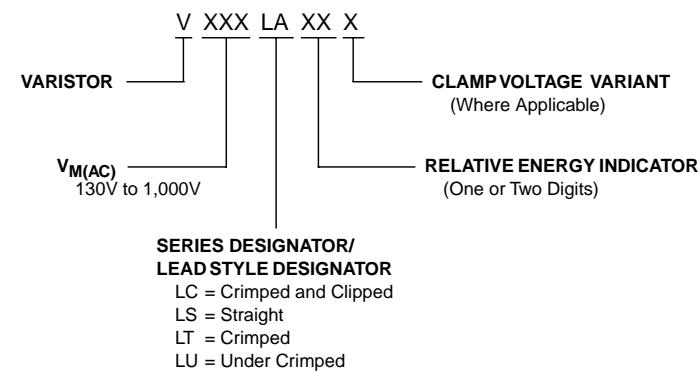 V XXX LA XX X
VARISTOR
CLAMP VOLTAGE VARIANT
(Where Applicable)
VM(AC)
130V to 1,000V
RELATIVE ENERGY INDICATOR
(One or Two Digits)
SERIES DESIGNATOR/
LEAD STYLE DESIGNATOR
LC = Crimped and Clipped
LS = Straight
LT = Crimped
LU = Under Crimped